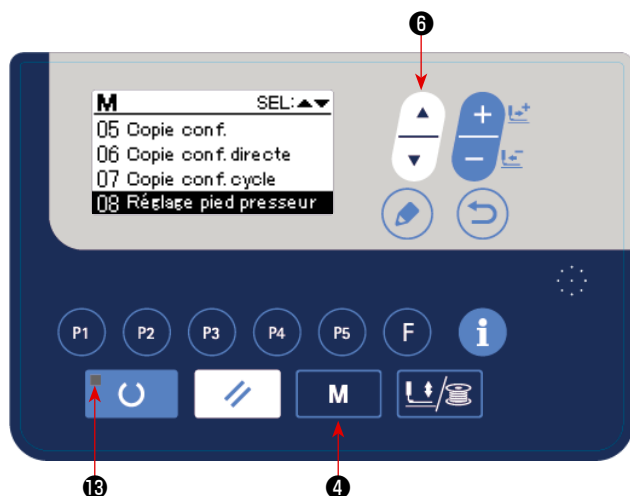 ❻
M SEL:▲▼
05 Copie conf.
06 Copie conf. directe
07 Copie conf. cycle
08 Réglage pied presseur
+
−
P1 P2 P3 P4 P5 F i
M
⓭ ❹